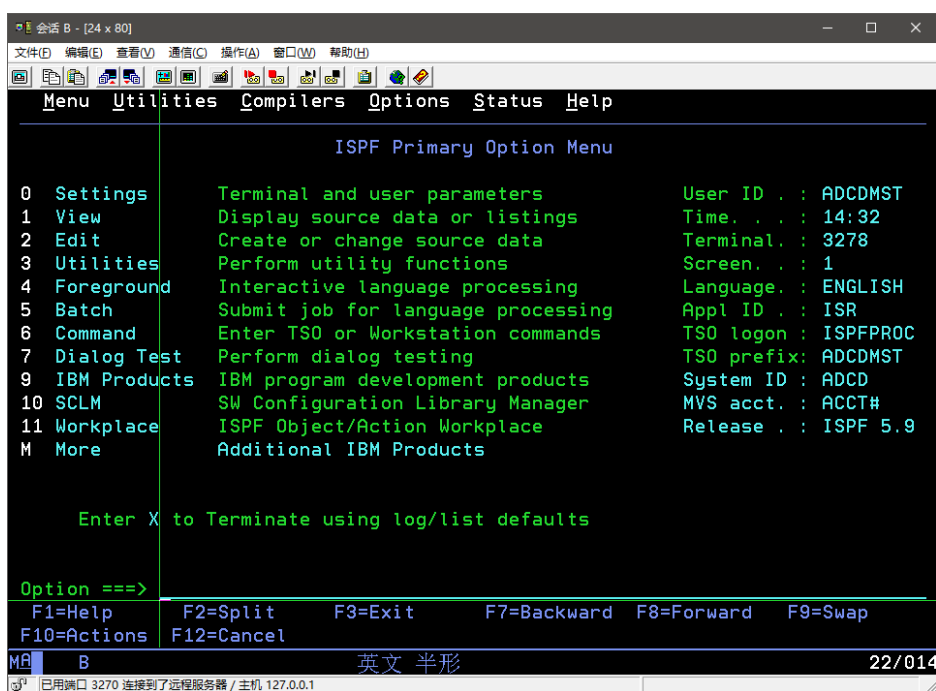 会话 B - [24 x 80]
文件(F) 编辑(E) 查看(V) 通信(C) 操作(A) 窗口(W) 帮助(H)
Menu Utilities Compilers Options Status Help
ISPF Primary Option Menu
0 Settings Terminal and user parameters User ID . : ADCDMST
1 View Display source data or listings Time. . . : 14:32
2 Edit Create or change source data Terminal. : 3278
3 Utilities Perform utility functions Screen. . : 1
4 Foreground Interactive language processing Language. : ENGLISH
5 Batch Submit job for language processing Appl ID . : ISR
6 Command Enter TSO or Workstation commands TSO logon : ISPFPROC
7 Dialog Test Perform dialog testing TSO prefix: ADCDMST
9 IBM Products IBM program development products System ID : ADCD
10 SCLM SW Configuration Library Manager MVS acct. : ACCT#
11 Workplace ISPF Object/Action Workplace Release . : ISPF 5.9
M More Additional IBM Products
Enter X to Terminate using log/list defaults
Option ===>
F1=Help F2=Split F3=Exit F7=Backward F8=Forward F9=Swap
F10=Actions F12=Cancel
MA B 英文 半形 22/014
已用端口 3270 连接到了远程服务器 / 主机 127.0.0.1